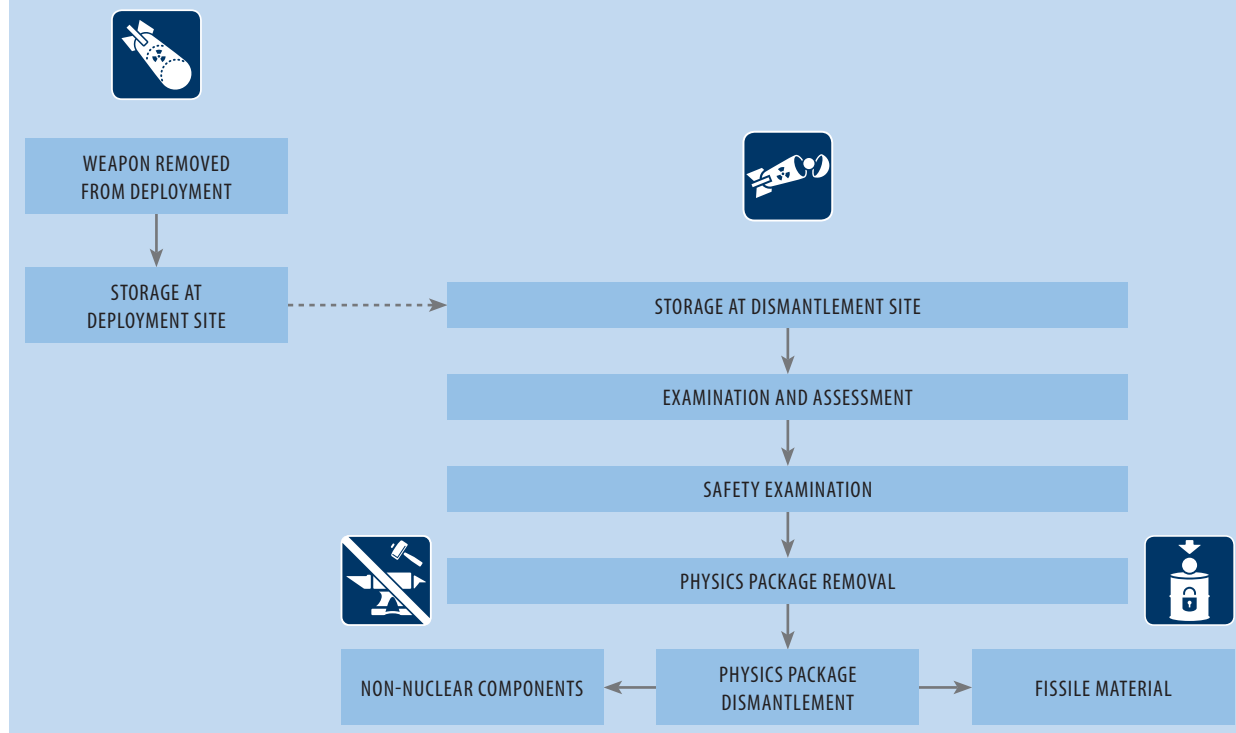 WEAPON REMOVED
FROM DEPLOYMENT
STORAGE AT
DEPLOYMENT SITE
STORAGE AT DISMANTLEMENT SITE
EXAMINATION AND ASSESSMENT
SAFETY EXAMINATION
PHYSICS PACKAGE REMOVAL
NON-NUCLEAR COMPONENTS
PHYSICS PACKAGE
DISMANTLEMENT
FISSILE MATERIAL